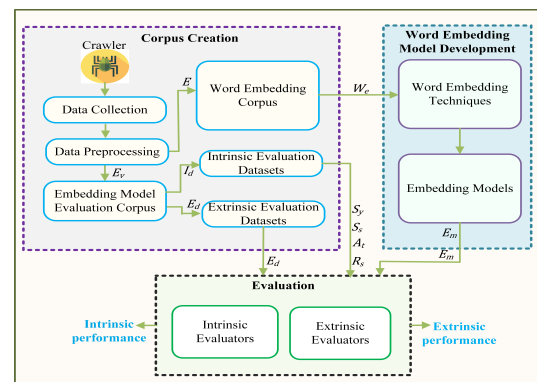 Corpus Creation
Crawler
Data Collection
Data Preprocessing
E
Word Embedding
Corpus
E_v
Embedding Model
Evaluation Corpus
I_d
Intrinsic Evaluation
Datasets
E_d
Extrinsic Evaluation
Datasets
W_e
Word Embedding
Model Development
Word Embedding
Techniques
Embedding Models
S_y
S_s
A_t
R_s
E_m
E_m
E_d
Evaluation
Intrinsic
Evaluators
Extrinsic
Evaluators
Intrinsic
performance
Extrinsic
performance